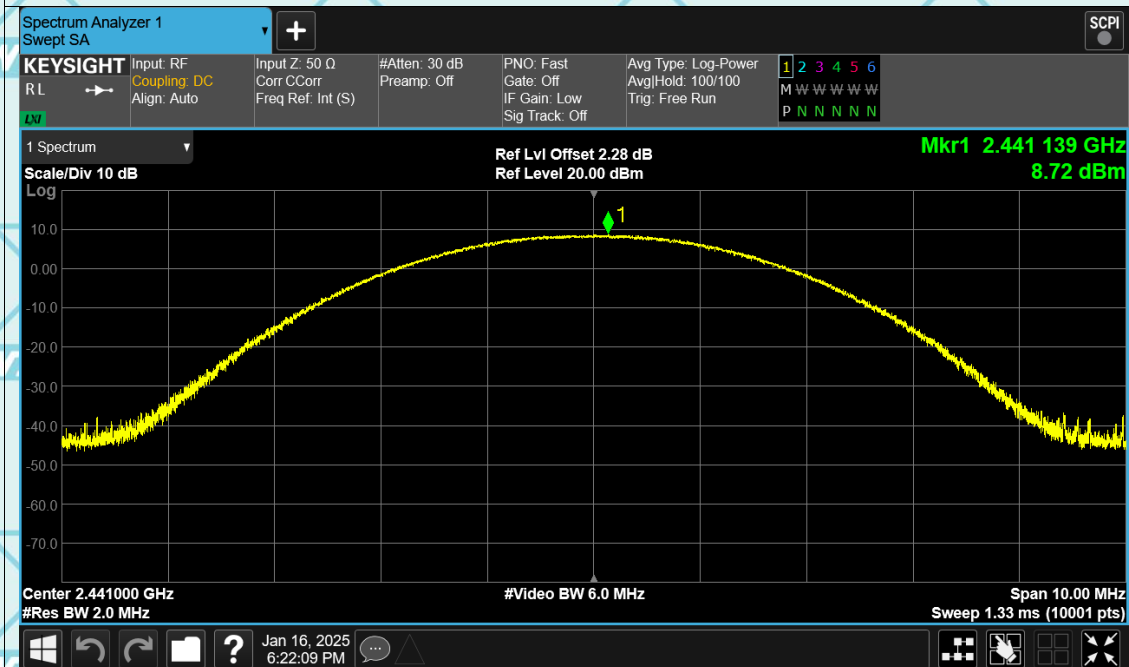 Spectrum Analyzer 1
Swept SA
+
SCPI
KEYSIGHT
RL
LXI
Input: RF
Coupling: DC
Align: Auto
Input Z: 50 Ω
Corr CCorr
Freq Ref: Int (S)
#Atten: 30 dB
Preamp: Off
PNO: Fast
Gate: Off
IF Gain: Low
Sig Track: Off
Avg Type: Log-Power
Avg|Hold: 100/100
Trig: Free Run
1 2 3 4 5 6
M W W W W W
P N N N N N
1 Spectrum
Scale/Div 10 dB
Ref Lvl Offset 2.28 dB
Ref Level 20.00 dBm
Mkr1 2.441 139 GHz
8.72 dBm
Log
1
10.0
0.00
-10.0
-20.0
-30.0
-40.0
-50.0
-60.0
-70.0
Center 2.441000 GHz
#Res BW 2.0 MHz
#Video BW 6.0 MHz
Span 10.00 MHz
Sweep 1.33 ms (10001 pts)
?
Jan 16, 2025
6:22:09 PM